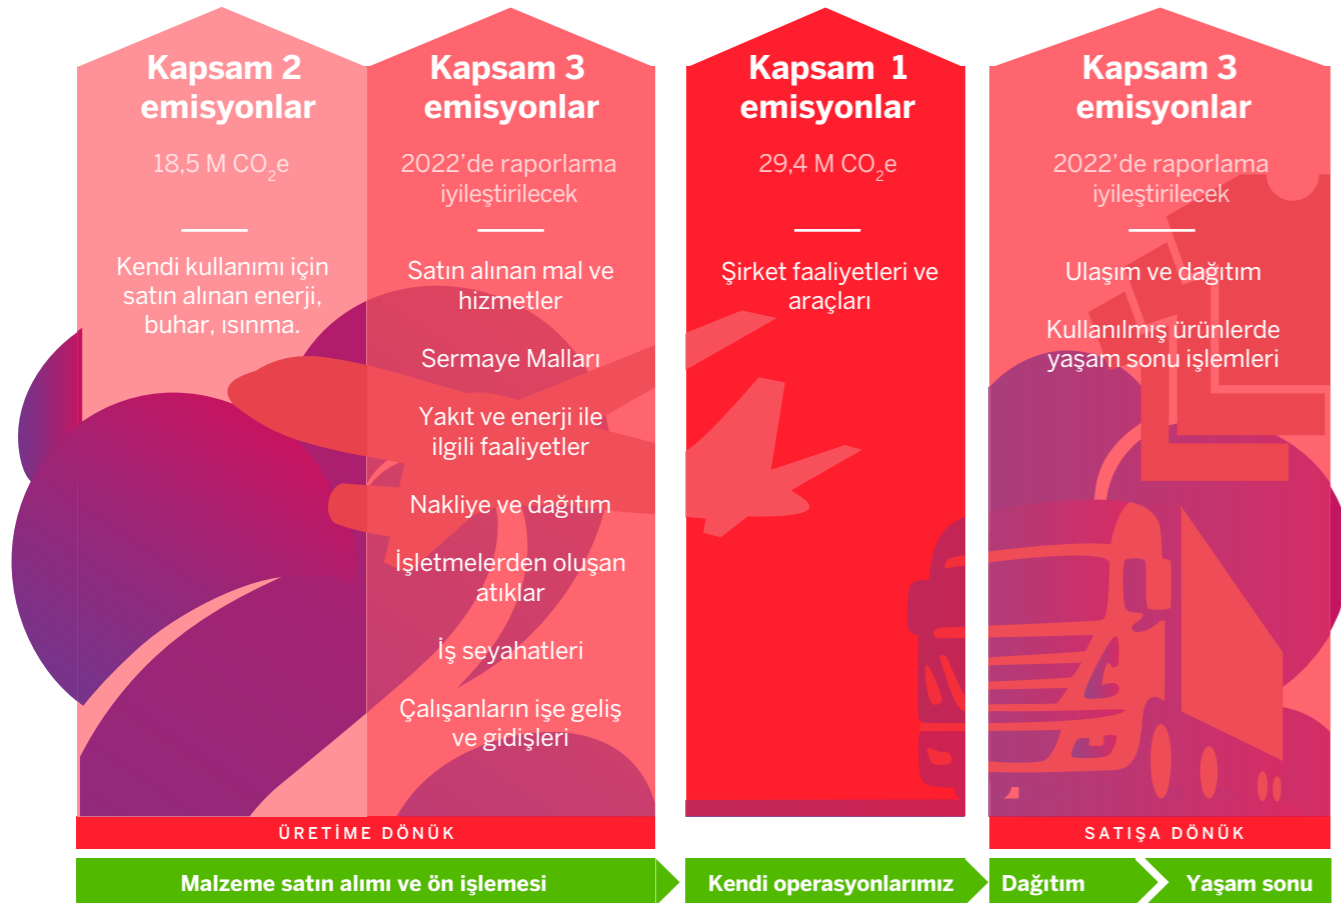 Kapsam 2
emisyonlar
18,5 M CO₂e
Kendi kullanımı için
satın alınan enerji,
buhar, ısınma.
Kapsam 3
emisyonlar
2022’de raporlama
iyileştirilecek
Satın alınan mal ve
hizmetler
Sermaye Malları
Yakıt ve enerji ile
ilgili faaliyetler
Nakliye ve dağıtım
İşletmelerden oluşan
atıklar
İş seyahatleri
Çalışanların işe geliş
ve gidişleri
ÜRETİME DÖNÜK
Malzeme satın alımı ve ön işlemesi
Kapsam 1
emisyonlar
29,4 M CO₂e
Şirket faaliyetleri ve
araçları
Kendi operasyonlarımız
Kapsam 3
emisyonlar
2022’de raporlama
iyileştirilecek
Ulaşım ve dağıtım
Kullanılmış ürünlerde
yaşam sonu işlemleri
SATIŞA DÖNÜK
Dağıtım
Yaşam sonu